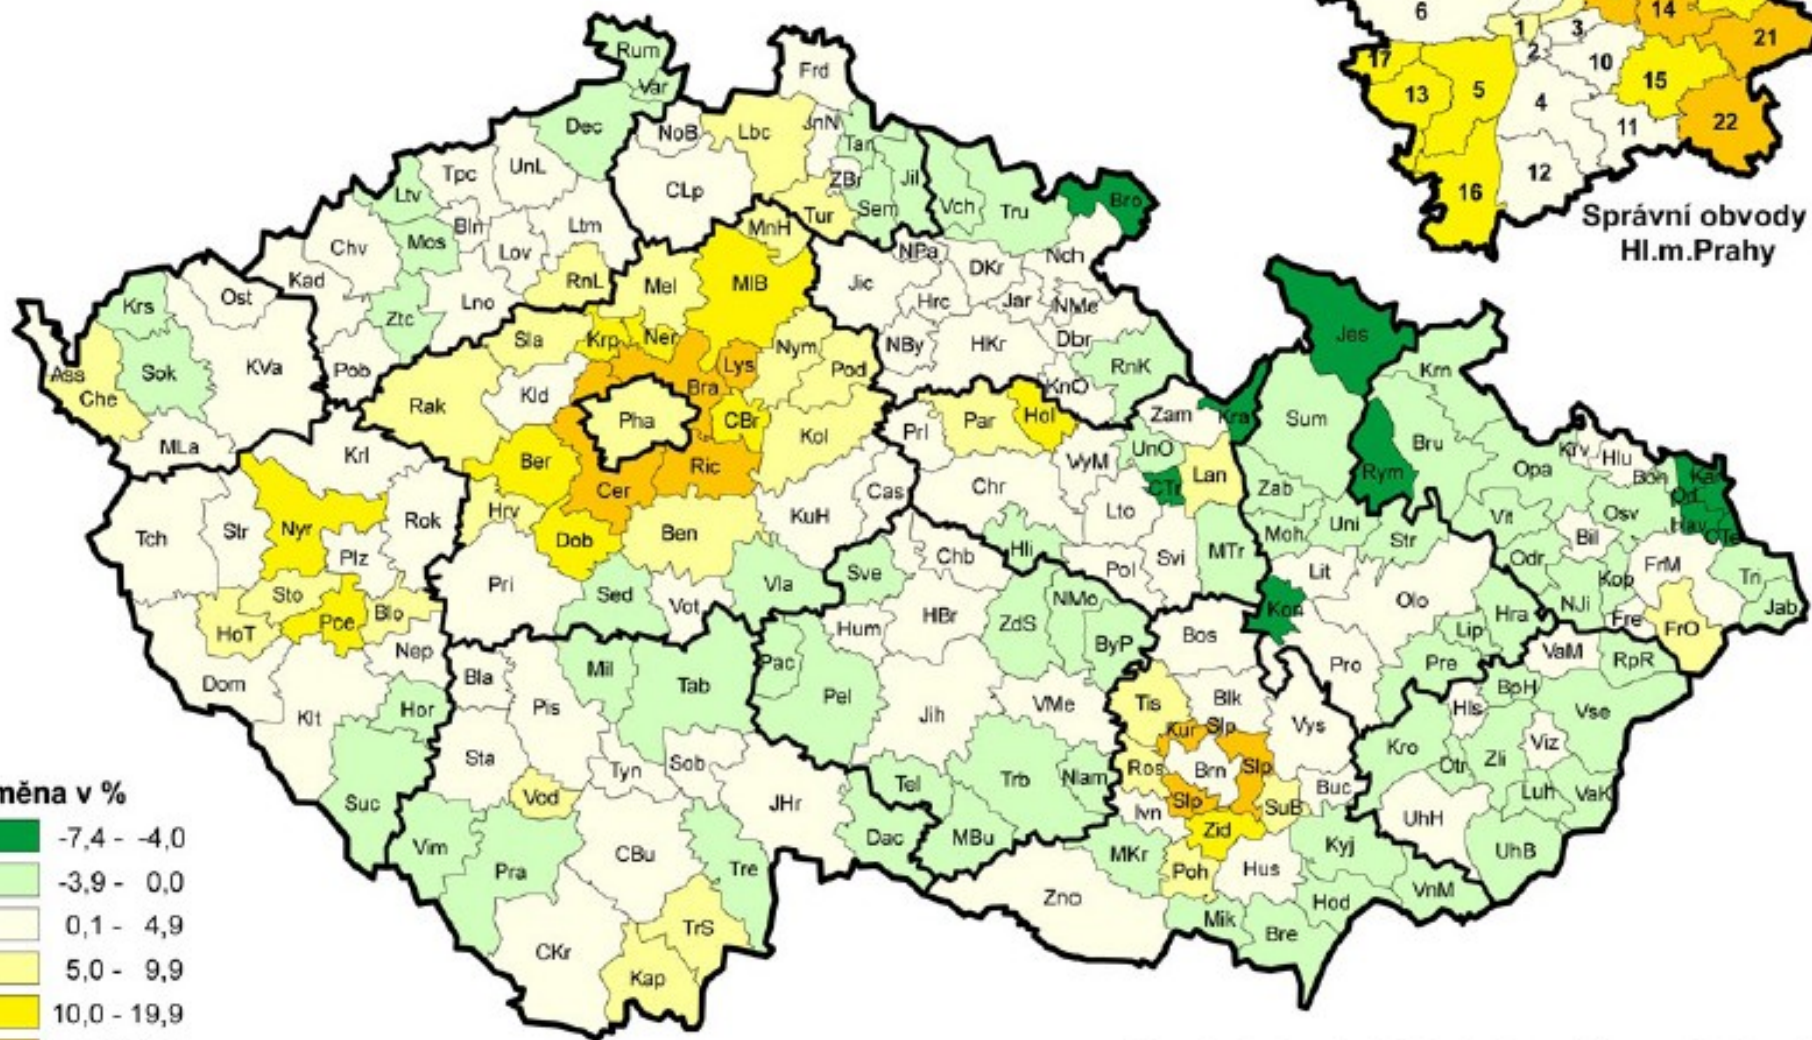 6
1
3
14
21
2
10
17
13
5
15
4
22
11
12
16
Správní obvody
Hl.m.Prahy
Rum
Var
Frd
Dec
NoB
Lbc
JnN
Tan
Tpc
UnL
CLp
ZBr
Jil
Ltv
Sem
Vch
Tru
Bro
Bln
Ltm
Tur
MnH
Chv
Mos
Lov
NPa
DKr
Nch
Kad
RnL
Mel
MlB
Jic
Krs
Ost
Lno
Hrc
Jar
NMe
Ztc
Sla
Krp
Ner
Nym
NBy
HKr
Dbr
Jes
Ass
Sok
KVa
Pob
Lys
Pod
RnK
Krn
Che
Rak
Kld
Bra
KnO
Pha
CBr
Kol
Prl
Par
Hol
Zam
Kra
Sum
MLa
Krl
Ber
Ric
UnO
Bru
Cer
Cas
Chr
VyM
Lan
Rym
Opa
Krv
Hlu
Boh
Kar
Tch
Str
Nyr
Rok
Hrv
Dob
Ben
KuH
CTr
Zab
Lto
Vit
Osv
Hav
CTe
Plz
Hli
Moh
Uni
Str
Bil
Pri
Sed
Vot
Vla
Sve
Chb
Pol
Svi
MTr
Lit
Odr
Kop
FrM
Tri
Sto
HoT
Poe
Blo
HBr
ZdS
NMo
Kon
Olo
Hra
NJi
Fre
FrO
Jab
Nep
Hum
ByP
Bos
Lip
Dom
Klt
Hor
Bla
Pis
Mil
Tab
Pac
Pel
Pro
Pre
VaM
RpR
Jih
VMe
Tis
Blk
Vys
BpH
Hls
Vse
Sta
Tyn
Sob
Kur
Slp
Kro
Otr
Zli
Viz
Suc
Vod
JHr
Tel
Trb
Nam
Ros
Brn
Slp
Buc
Luh
VaK
Ivn
Slp
SuB
UhH
Vim
Pra
CBu
Tre
Dac
MBu
MKr
Zid
Kyj
UhB
Poh
Hus
VnM
Zno
Hod
CKr
TrS
Mik
Bre
Kap
měna v %
-7,4 - -4,0
-3,9 - 0,0
0,1 - 4,9
5,0 - 9,9
10,0 - 19,9